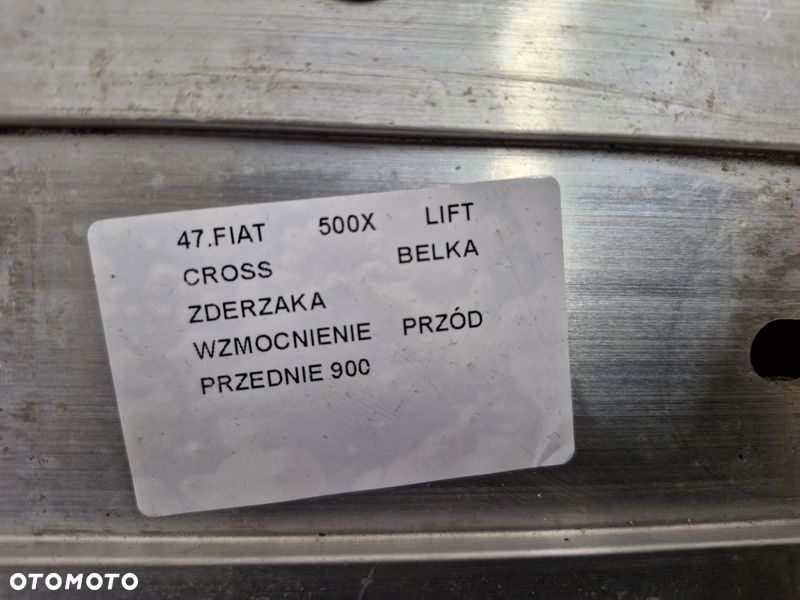 47.FIAT 500X LIFT
CROSS BELKA
ZDERZAKA
WZMOCNIENIE PRZÓD
PRZEDNIE 900
OTOMOTO